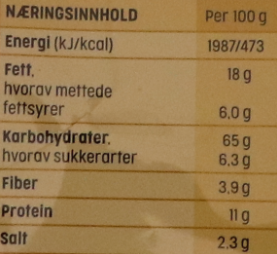 NÆRINGSINNHOLD Per 100 g
Energi (kJ/kcal) 1987/473
Fett, 18 g
hvorav mettede
fettsyrer 6,0 g
Karbohydrater, 65 g
hvorav sukkerarter 6,3 g
Fiber 3,9 g
Protein 11 g
Salt 2,3 g